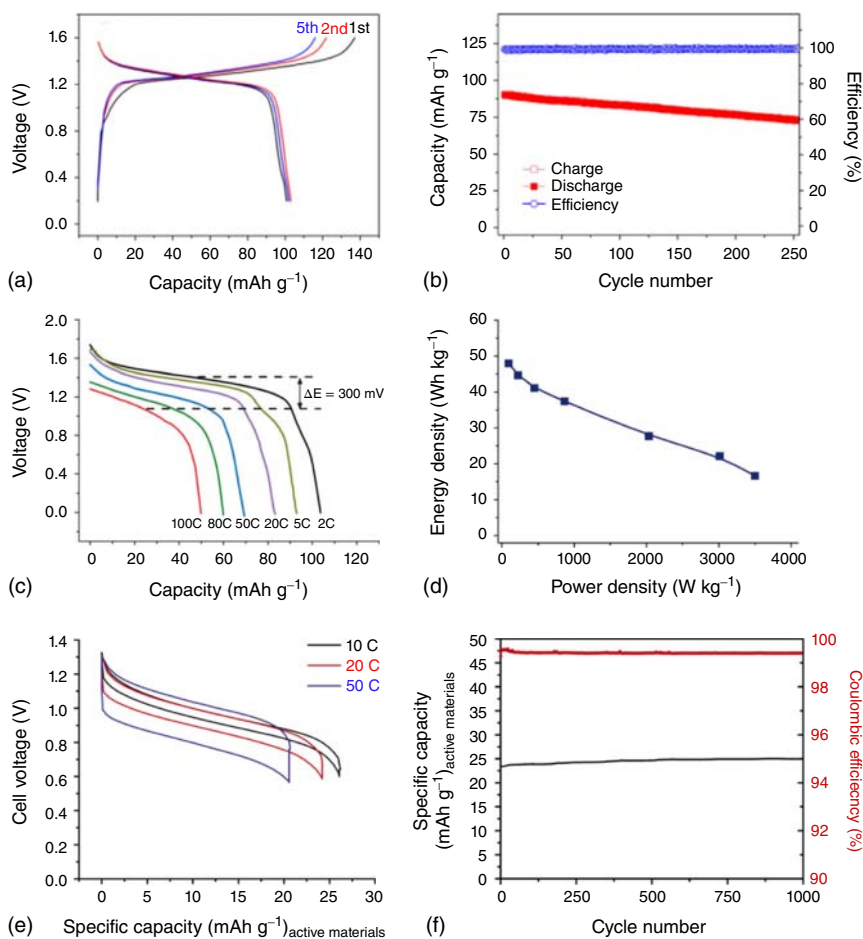 5th 2nd 1st
1.6
1.2
0.8
0.4
0.0
Voltage (V)
0 20 40 60 80 100 120 140
Capacity (mAh g⁻¹)
(a)
125
100
75
50
25
0
Capacity (mAh g⁻¹)
100
80
60
40
20
0
Efficiency (%)
Charge
Discharge
Efficiency
0 50 100 150 200 250
Cycle number
(b)
2.0
1.6
1.2
0.8
0.4
0.0
Voltage (V)
ΔE = 300 mV
100C 80C 50C 20C 5C 2C
0 20 40 60 80 100 120
Capacity (mAh g⁻¹)
(c)
60
50
40
30
20
10
0
Energy density (Wh kg⁻¹)
0 1000 2000 3000 4000
Power density (W kg⁻¹)
(d)
1.4
1.2
1.0
0.8
0.6
0.4
0.2
0.0
Cell voltage (V)
10 C
20 C
50 C
0 5 10 15 20 25 30
Specific capacity (mAh g⁻¹)active materials
(e)
50
45
40
35
30
25
20
15
10
5
0
Specific capacity
(mAh g⁻¹)active materials
100
99
96
94
92
90
Coulombic efficiecncy (%)
0 250 500 750 1000
Cycle number
(f)